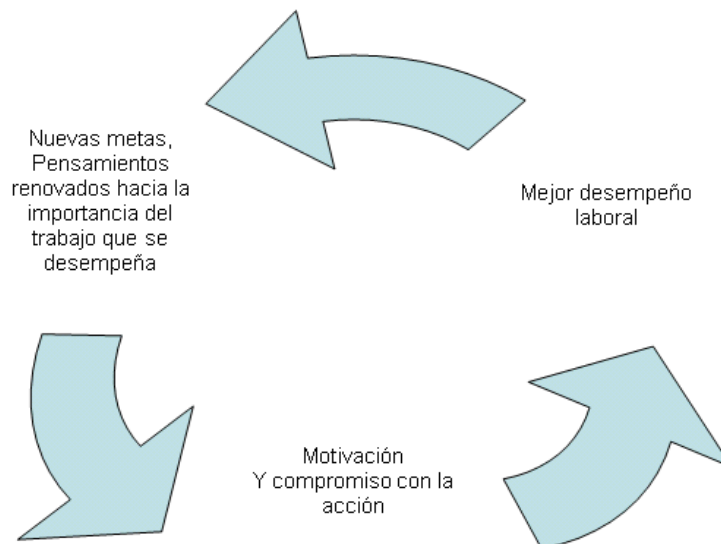 Nuevas metas,
Pensamientos
renovados hacia la
importancia del
trabajo que se
desempeña
Mejor desempeño
laboral
Motivación
Y compromiso con la
acción